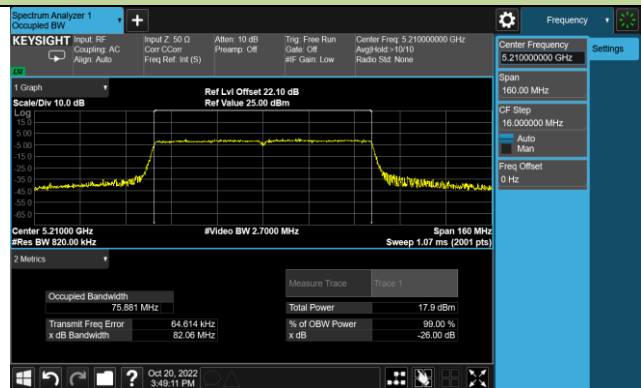 Spectrum Analyzer 1
Occupied BW
Frequency
KEYSIGHT
Input: RF
Coupling: AC
Align: Auto
Input Z: 50 Ω
Corr CCorr
Freq Ref: Int (S)
Atten: 10 dB
Preamp: Off
Trig: Free Run
Gate: Off
#IF Gain: Low
Center Freq: 5.210000000 GHz
Avg|Hold:>10/10
Radio Std: None
Center Frequency
5.210000000 GHz
Settings
Span
160.00 MHz
CF Step
16.000000 MHz
Auto
Man
Freq Offset
0 Hz
1 Graph
Scale/Div 10.0 dB
Ref Lvl Offset 22.10 dB
Ref Value 25.00 dBm
Log
15.0
5.00
-5.00
-15.0
-25.0
-35.0
-45.0
-55.0
-65.0
Center 5.21000 GHz
#Res BW 820.00 kHz
#Video BW 2.7000 MHz
Span 160 MHz
Sweep 1.07 ms (2001 pts)
2 Metrics
Measure Trace
Trace 1
Occupied Bandwidth
75.881 MHz
Total Power
17.9 dBm
Transmit Freq Error
64.614 kHz
% of OBW Power
99.00 %
x dB Bandwidth
82.06 MHz
x dB
-26.00 dB
Oct 20, 2022
3:49:11 PM